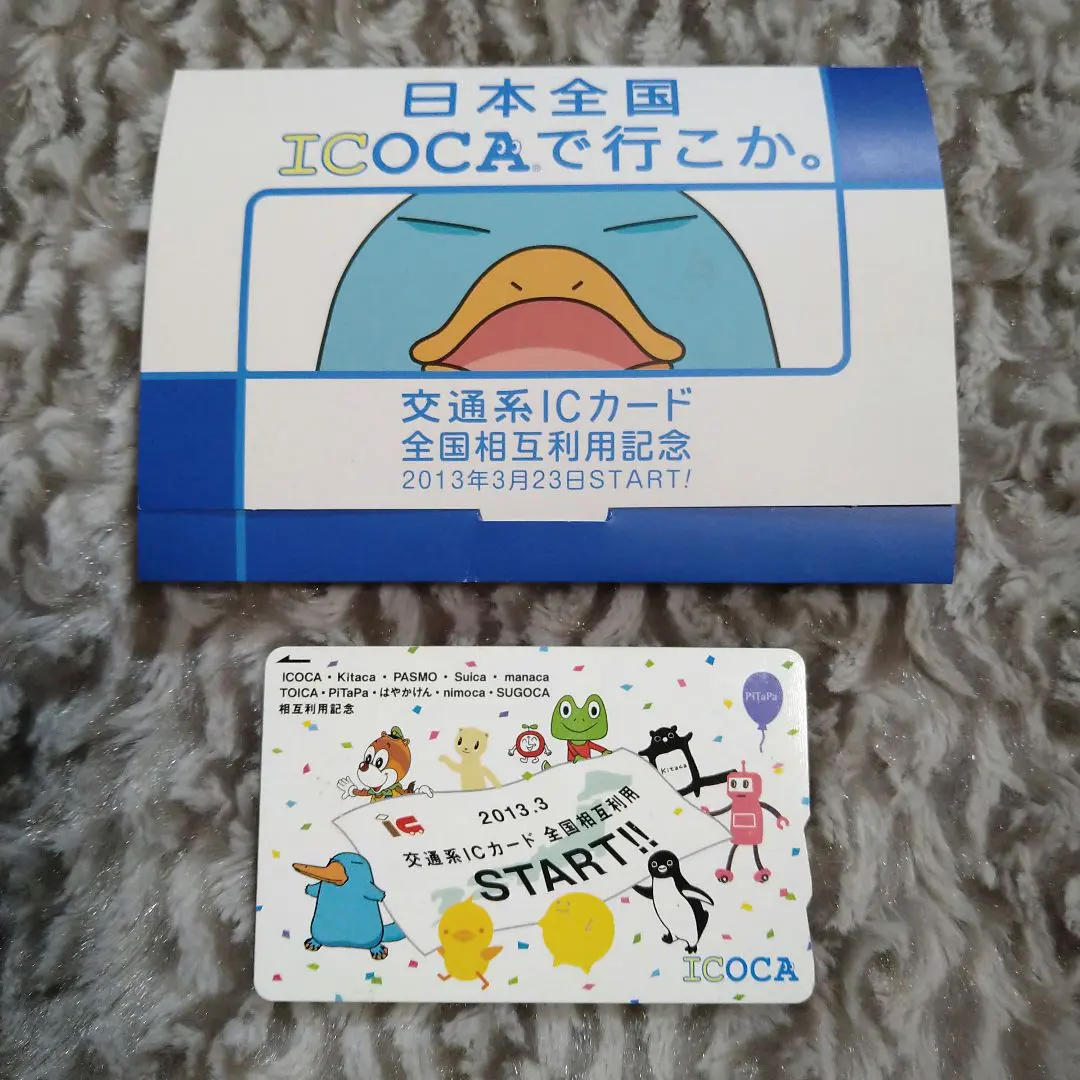 日本全国
ICOCAで行こか。
交通系ICカード
全国相互利用記念
2013年3月23日START!
ICOCA・Kitaca・PASMO・Suica・manaca
TOICA・PiTaPa・はやかけん・nimoca・SUGOCA
相互利用記念
PiTaPa
Kitaca
IC
2013.3
交通系ICカード 全国相互利用
START!!
ICOCA